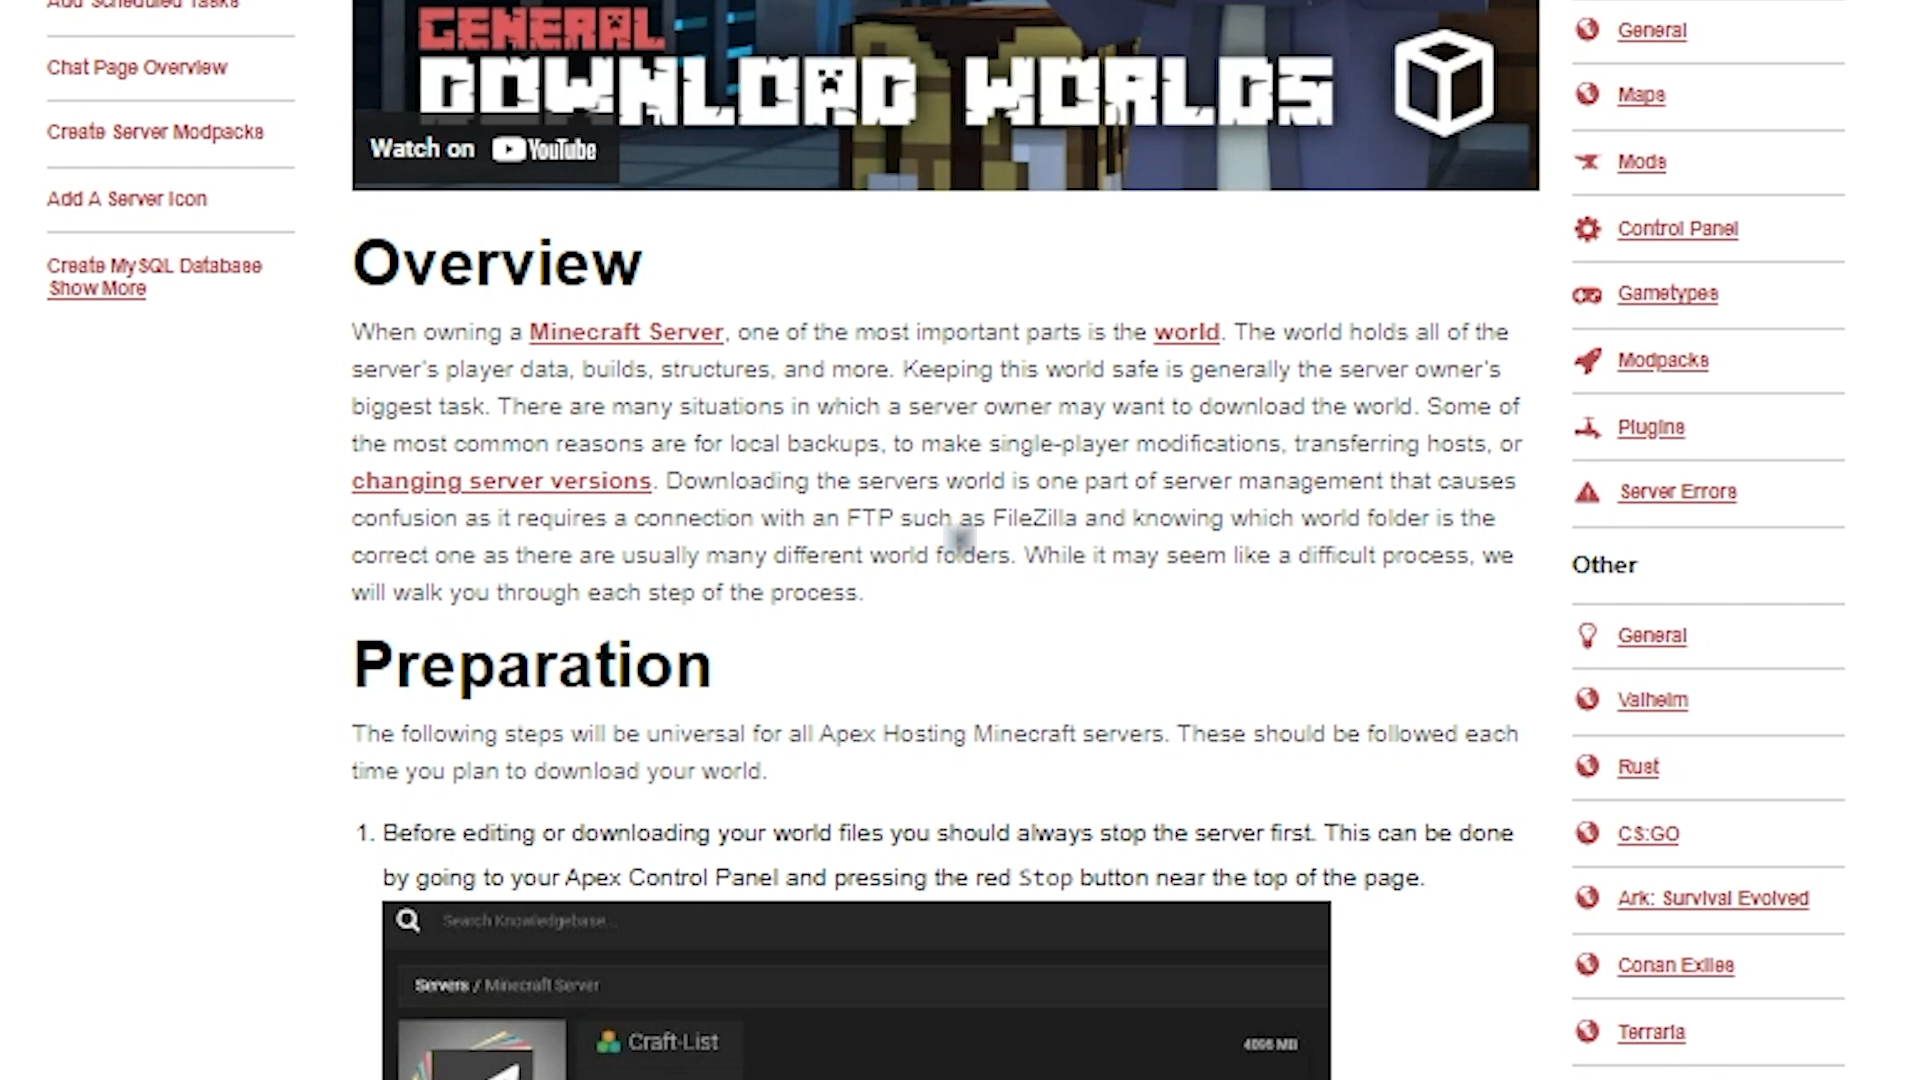 Add Scheduled Tasks
Chat Page Overview
Create Server Modpacks
Add A Server Icon
Create MySQL Database
Show More
GENERAL
DOWNLOAD WORLDS
Watch on YouTube
Overview
When owning a Minecraft Server, one of the most important parts is the world. The world holds all of the
server's player data, builds, structures, and more. Keeping this world safe is generally the server owner's
biggest task. There are many situations in which a server owner may want to download the world. Some of
the most common reasons are for local backups, to make single-player modifications, transferring hosts, or
changing server versions. Downloading the servers world is one part of server management that causes
confusion as it requires a connection with an FTP such as FileZilla and knowing which world folder is the
correct one as there are usually many different world folders. While it may seem like a difficult process, we
will walk you through each step of the process.
Preparation
The following steps will be universal for all Apex Hosting Minecraft servers. These should be followed each
time you plan to download your world.
1. Before editing or downloading your world files you should always stop the server first. This can be done
by going to your Apex Control Panel and pressing the red Stop button near the top of the page.
Search Knowledgebase...
Servers / Minecraft Server
Craft-List
4096 MB
General
Maps
Mods
Control Panel
Gametypes
Modpacks
Plugins
Server Errors
Other
General
Valheim
Rust
CS:GO
Ark: Survival Evolved
Conan Exiles
Terraria